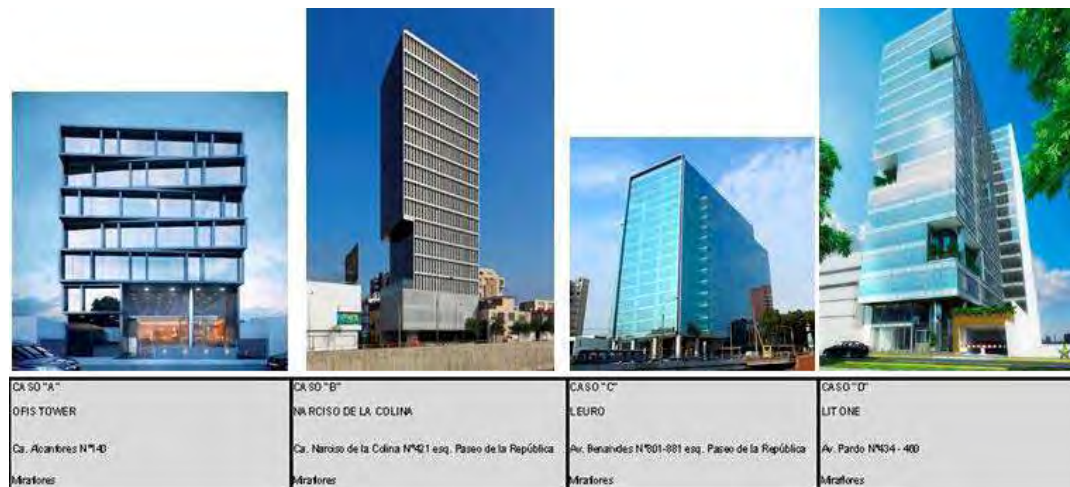 CASO "A"
OFIS TOWER
Ca. Alcanfores N°140
Miraflores
CASO "B"
NARCISO DE LA COLINA
Ca. Narciso de la Colina N°421 esq. Paseo de la República
Miraflores
CASO "C"
LEURO
Av. Benavides N°801-881 esq. Paseo de la República
Miraflores
CASO "D"
LIT ONE
Av. Pardo N°434 - 460
Miraflores